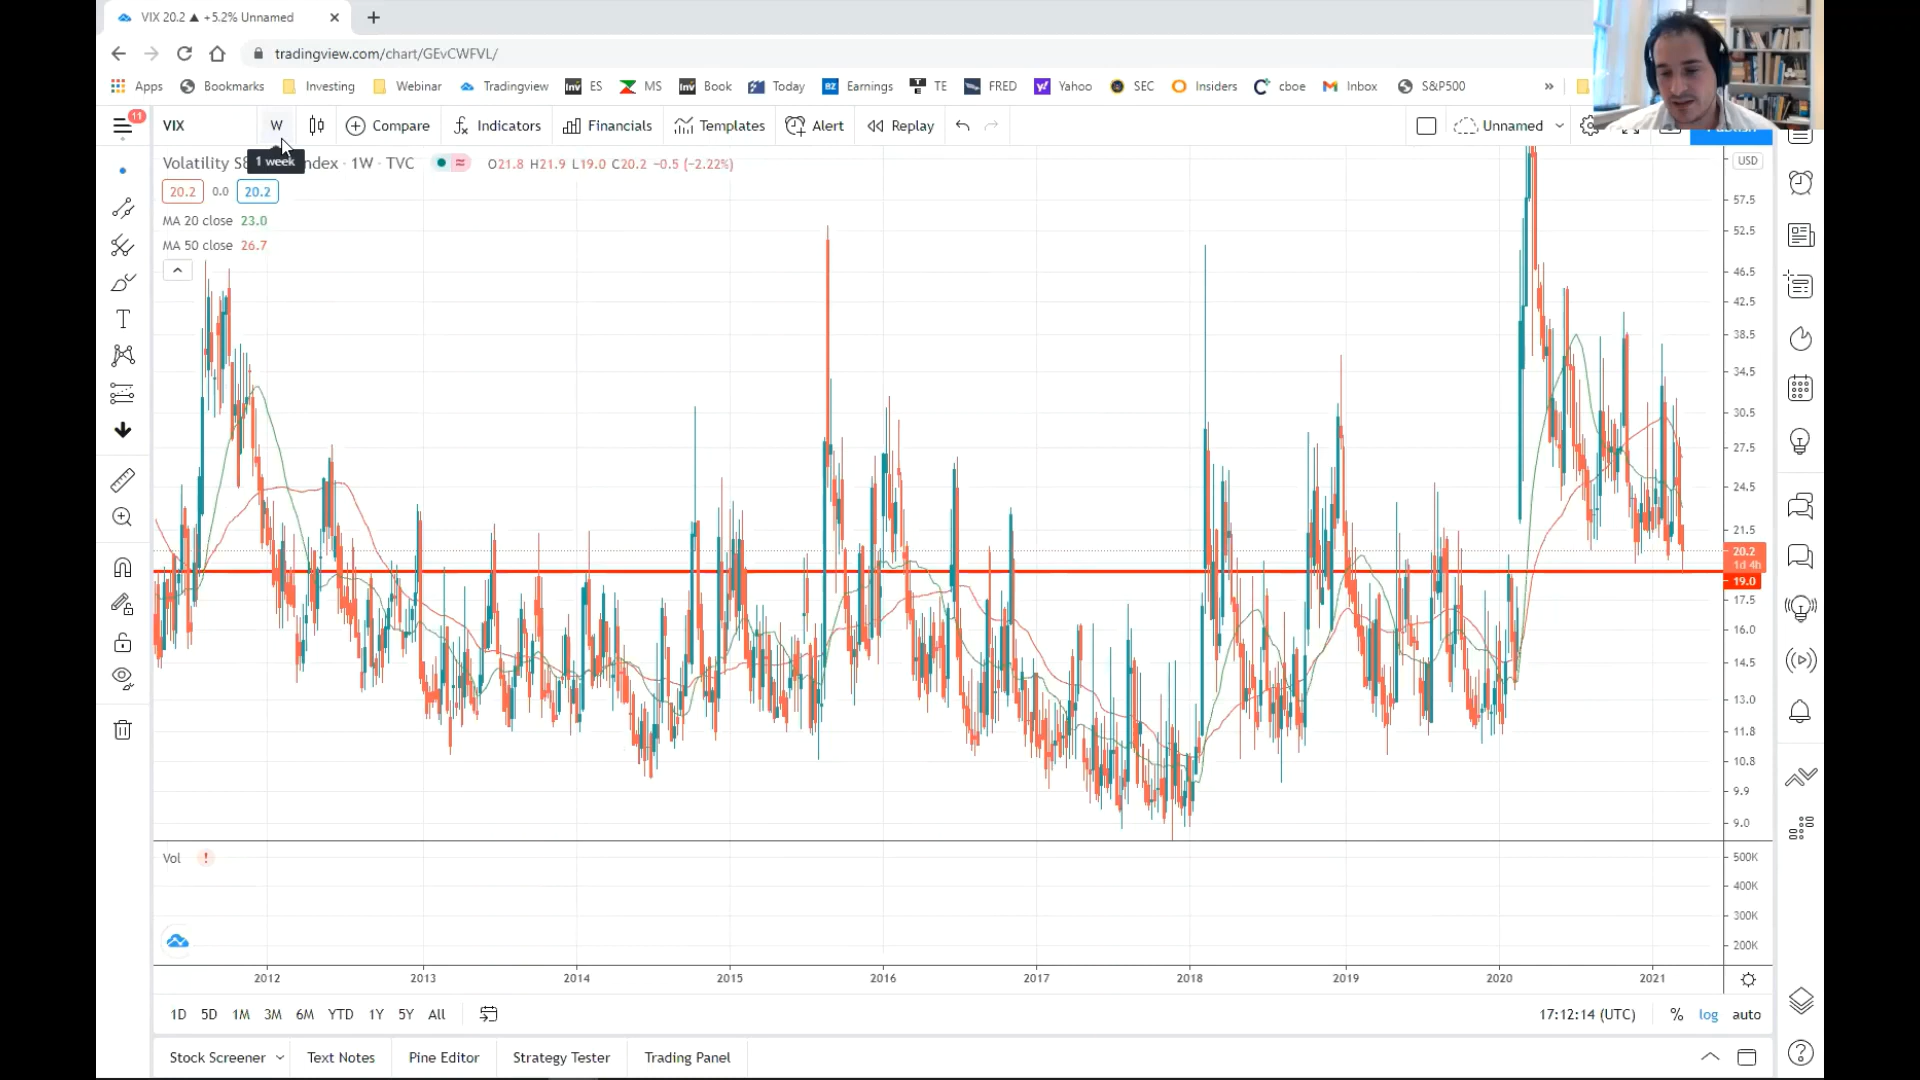 VIX 20.2 ▲ +5.2% Unnamed
tradingview.com/chart/GEvCWFVL/
Apps Bookmarks Investing Webinar Tradingview ES MS Book Today Earnings TE FRED Yahoo SEC Insiders cboe Inbox S&P500 »
11
VIX W Compare Indicators Financials Templates Alert Replay Unnamed
1 week
Volatility S& ndex · 1W · TVC O21.8 H21.9 L19.0 C20.2 −0.5 (−2.22%)
USD
20.2 0.0 20.2
MA 20 close 23.0
MA 50 close 26.7
57.5
52.5
46.5
42.5
38.5
34.5
30.5
27.5
24.5
21.5
20.2
1d 4h
19.0
17.5
16.0
14.5
13.0
11.8
10.8
9.9
9.0
Vol !
500K
400K
300K
200K
2012 2013 2014 2015 2016 2017 2018 2019 2020 2021
1D 5D 1M 3M 6M YTD 1Y 5Y All 17:12:14 (UTC) % log auto
Stock Screener Text Notes Pine Editor Strategy Tester Trading Panel